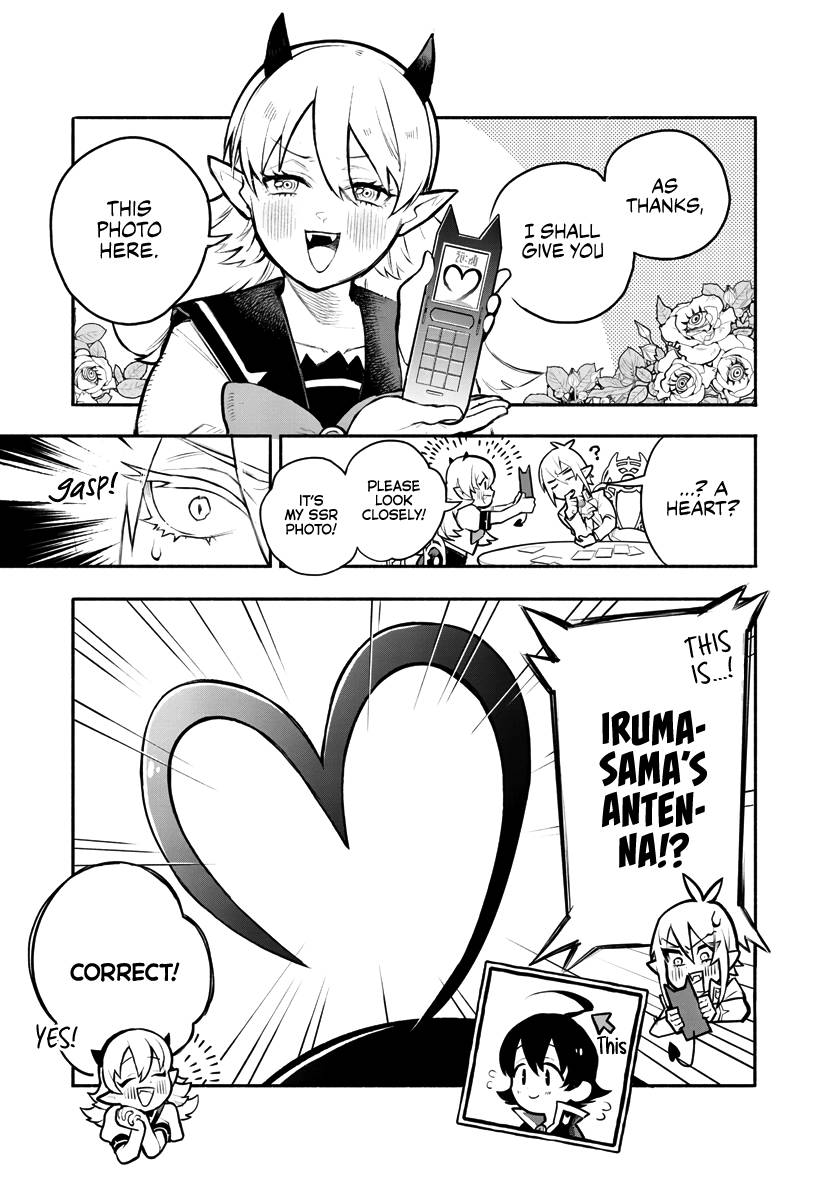 AS
THANKS,
I SHALL
GIVE YOU
THIS
PHOTO
HERE.
...? A
HEART?
?
PLEASE
LOOK
CLOSELY!
IT'S
MY SSR
PHOTO!
gasp!
THIS
IS...!
IRUMA-
SAMA'S
ANTEN-
NA!?
This
CORRECT!
YES!